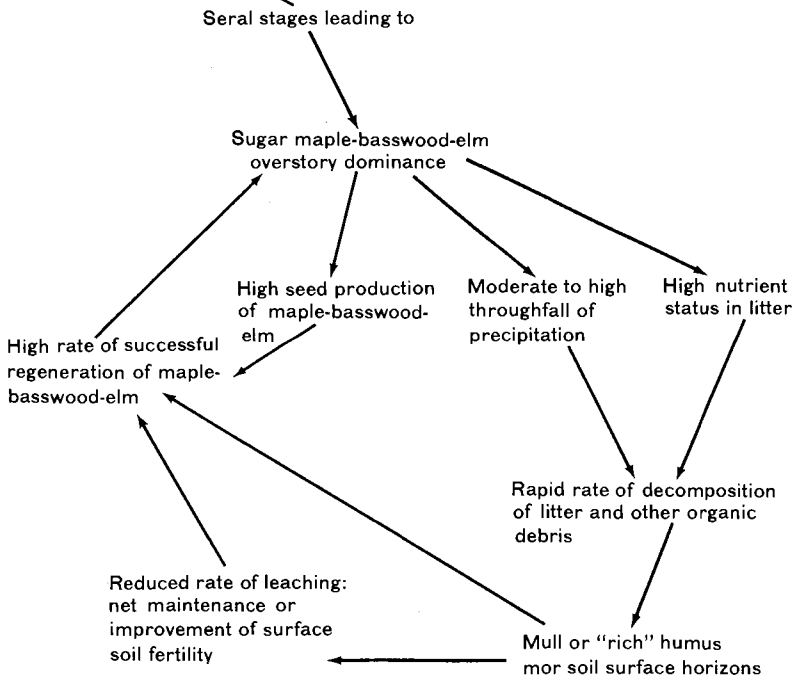 Seral stages leading to
Sugar maple-basswood-elm
overstory dominance
High seed production
of maple-basswood-
elm
Moderate to high
throughfall of
precipitation
High nutrient
status in litter
High rate of successful
regeneration of maple-
basswood-elm
Rapid rate of decomposition
of litter and other organic
debris
Reduced rate of leaching:
net maintenance or
improvement of surface
soil fertility
Mull or “rich” humus
mor soil surface horizons